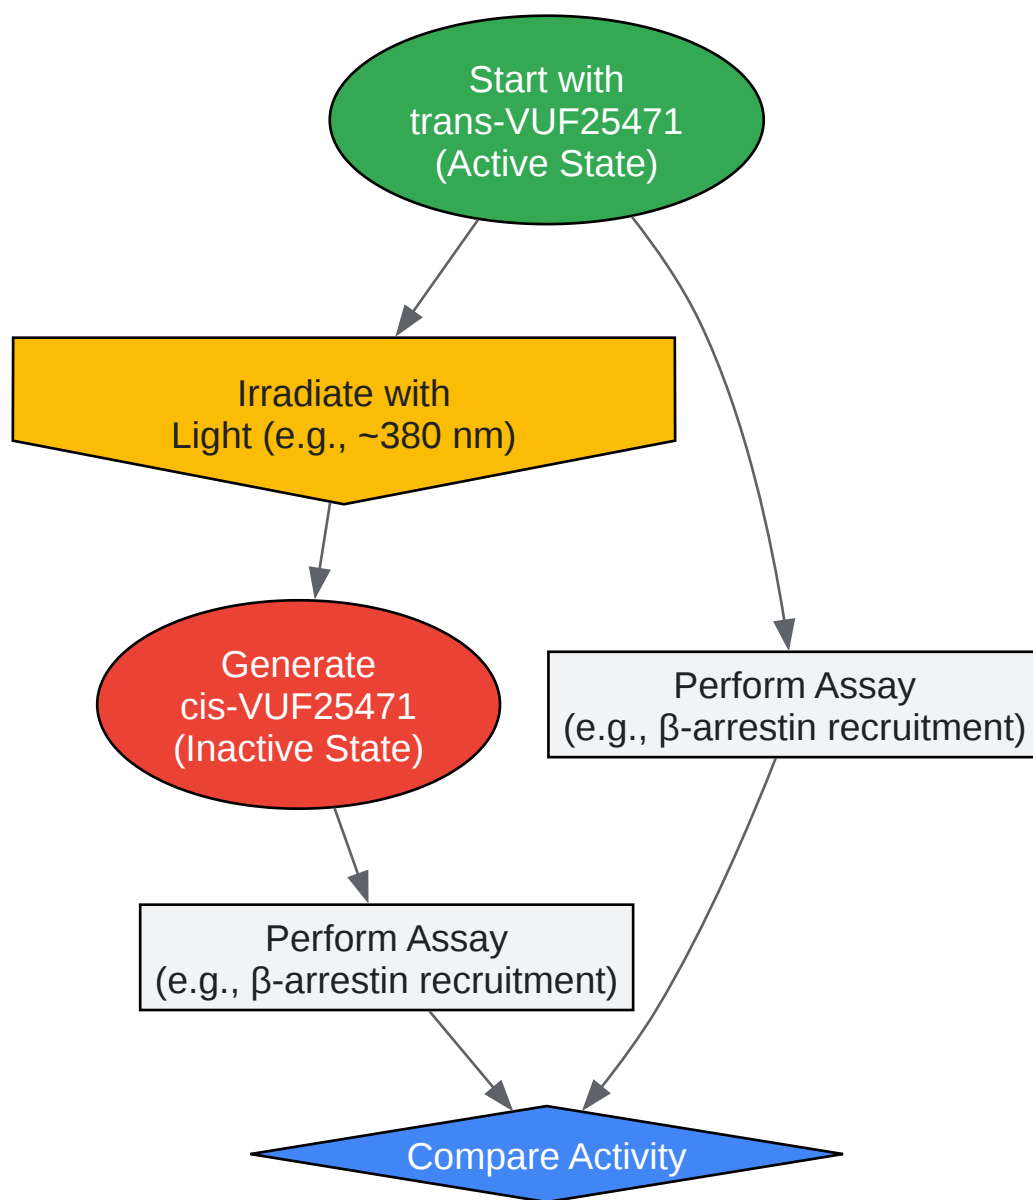 Start with
trans-VUF25471
(Active State)
Irradiate with
Light (e.g., ~380 nm)
Generate
cis-VUF25471
(Inactive State)
Perform Assay
(e.g., β-arrestin recruitment)
Perform Assay
(e.g., β-arrestin recruitment)
Compare Activity